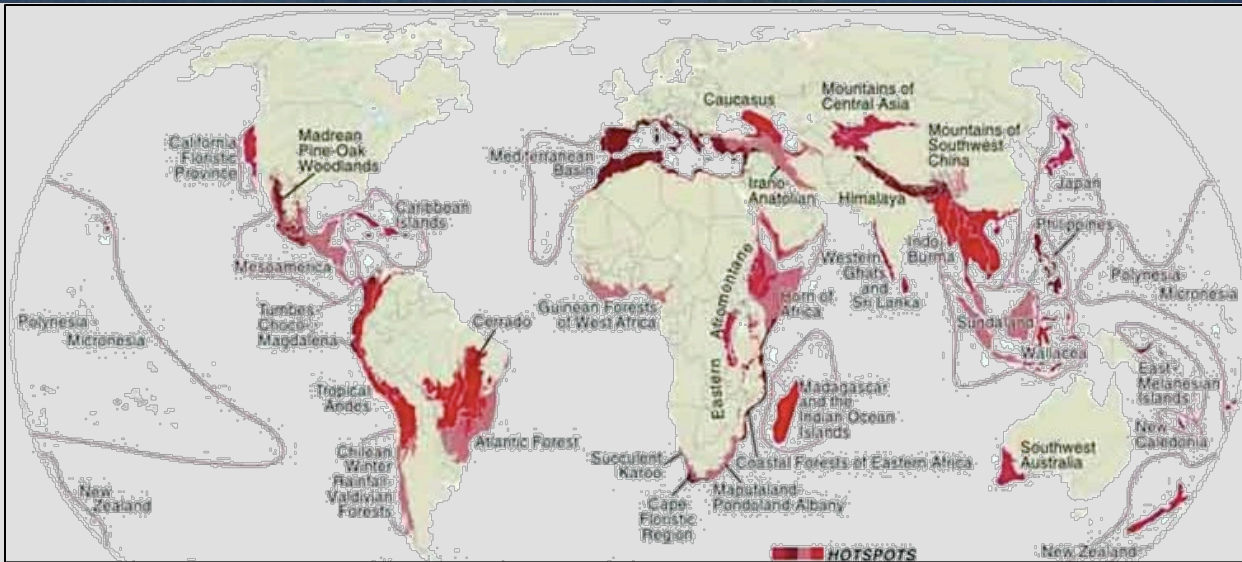 California
Floristic
Province
Madrean
Pine-Oak
Woodlands
Caribbean
Islands
Mesoamerica
Tumbes
Choco
Magdalena
Polynesia
Micronesia
Tropical
Andes
Cerrado
Atlantic Forest
Chilean
Winter
Rainfall-
Valdivian
Forests
New
Zealand
Mediterranean
Basin
Caucasus
Irano-
Anatolian
Mountains of
Central Asia
Mountains of
Southwest
China
Himalaya
Japan
Philippines
Indo
Burma
Western
Ghats
and
Sri Lanka
Guinean Forests
of West Africa
Eastern Afromontane
Horn of
Africa
Polynesia
Micronesia
Sundaland
Wallacea
East
Melanesian
Islands
New
Caledonia
Madagascar
and the
Indian Ocean
Islands
Southwest
Australia
Succulent
Karoo
Coastal Forests of Eastern Africa
Maputaland
Pondoland Albany
Cape
Floristic
Region
New Zealand
HOTSPOTS